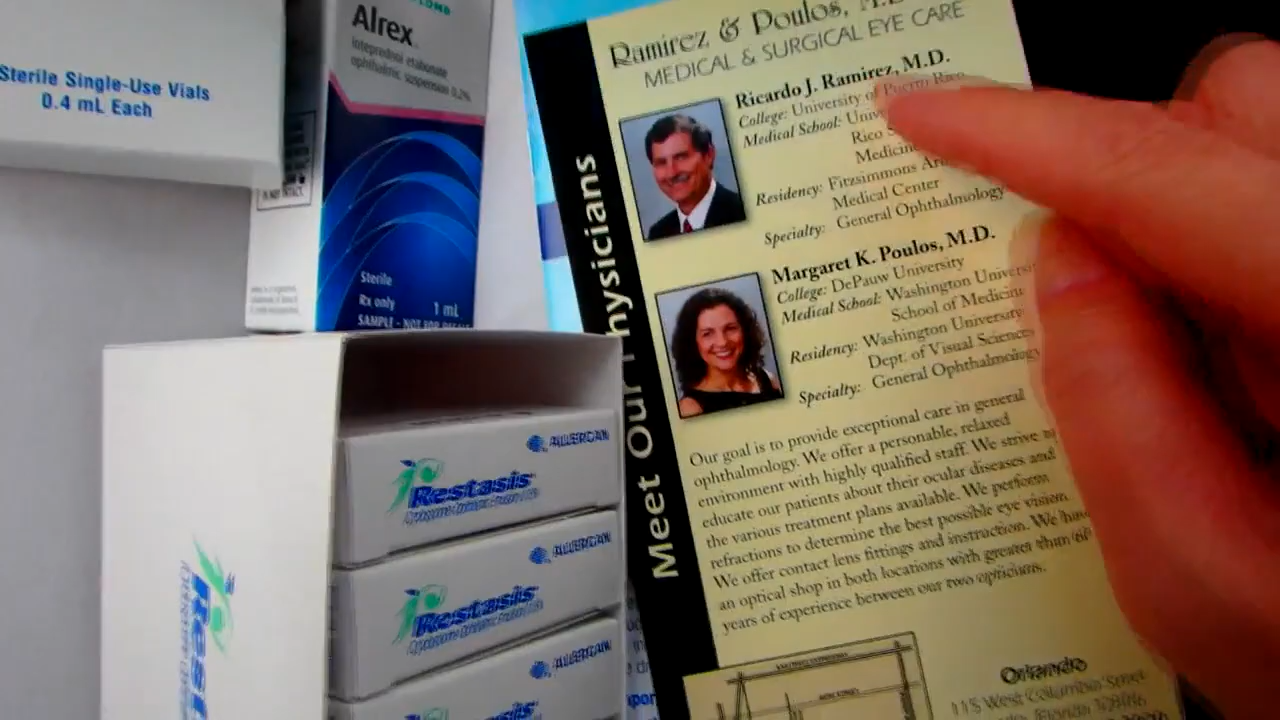 Sterile Single-Use Vials
0.4 mL Each
Alrex
loteprednol etabonate
ophthalmic suspension 0.2%
Sterile
Rx only 1 mL
SAMPLE - NOT FOR RESALE
Ramirez & Poulos, M.D.
MEDICAL & SURGICAL EYE CARE
Meet Our Physicians
Ricardo J. Ramirez, M.D.
College: University of Puerto Rico
Medical School:
Rico
Medicine
Residency: Fitzsimmons
Medical Center
Specialty: General Ophthalmology
Margaret K. Poulos, M.D.
College: DePauw University
Medical School: Washington University
School of Medicine
Residency: Washington University
Dept. of Visual Sciences
Specialty: General Ophthalmology
Our goal is to provide exceptional care in general
ophthalmology. We offer a personable, relaxed
environment with highly qualified staff. We strive to
educate our patients about their ocular diseases and
the various treatment plans available. We perform
refractions to determine the best possible eye vision.
We offer contact lens fittings and instruction. We have
an optical shop in both locations with greater than
years of experience between our two opticians.
Orlando
West Columbia Street
ALLERGAN
Restasis
ALLERGAN
Restasis
ALLERGAN
Restasis
Rest